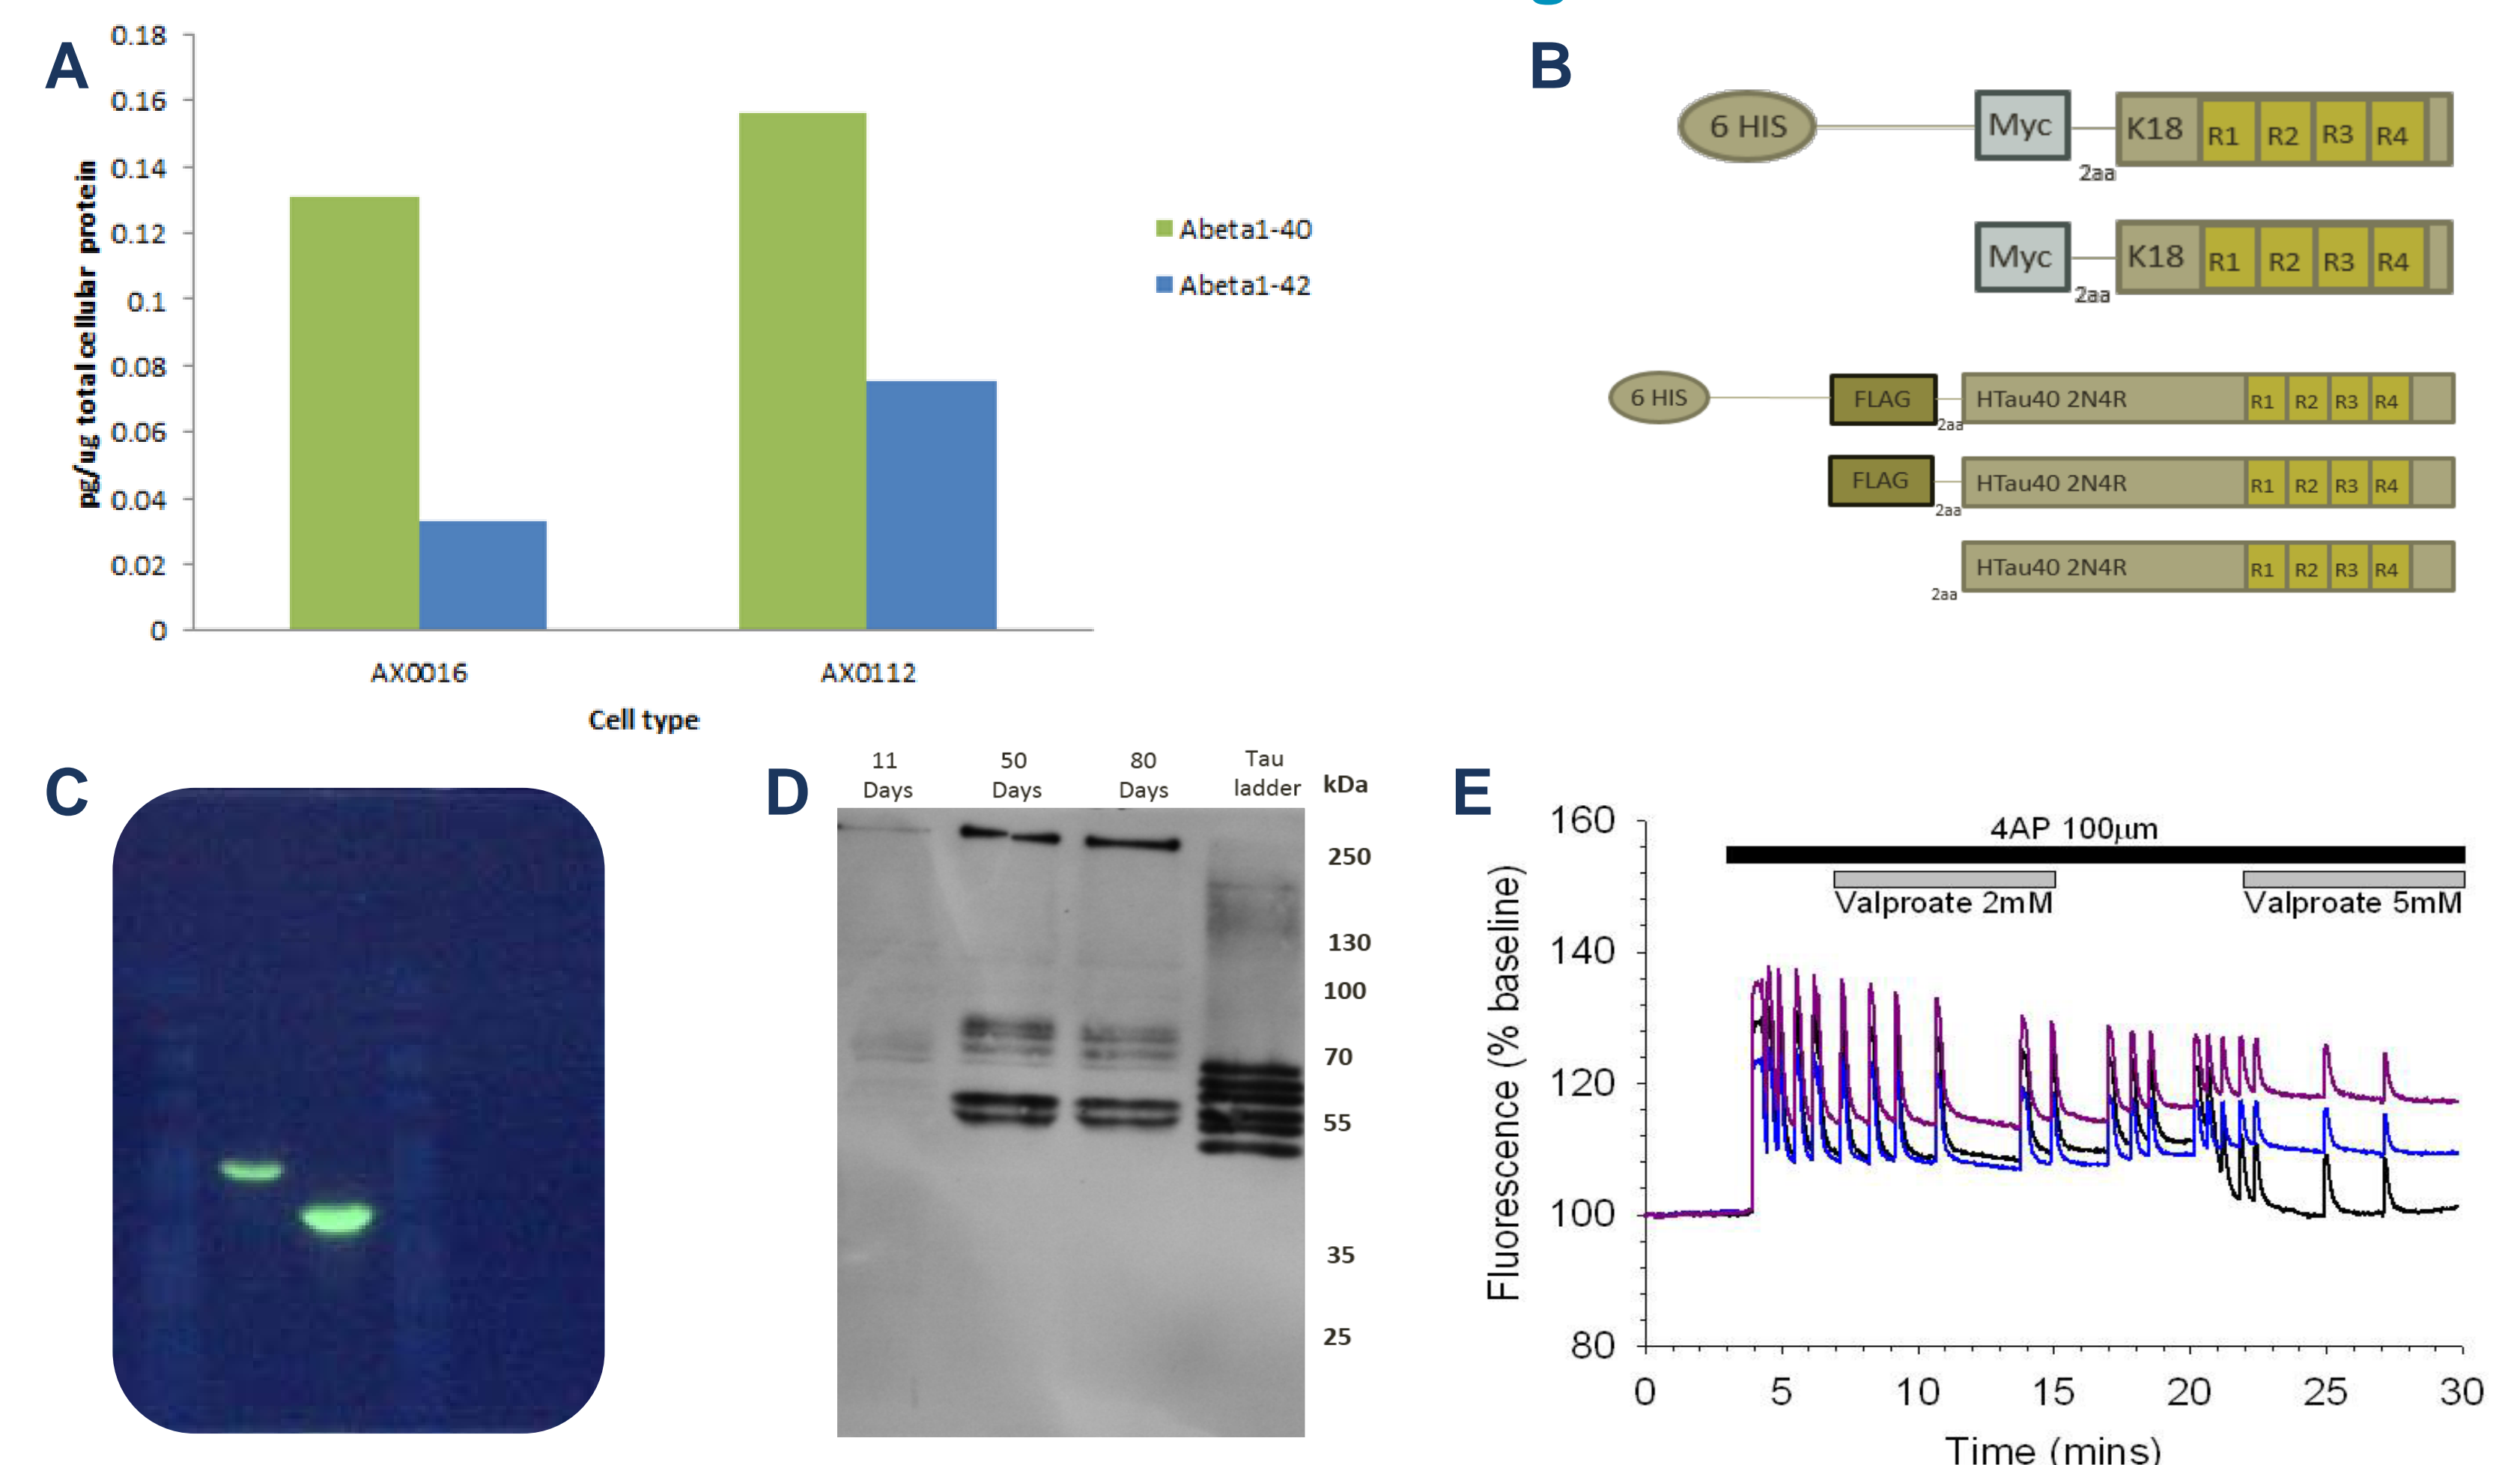 A
0.18
0.16
0.14
0.12
0.1
0.08
0.06
0.04
0.02
0
pg/ug total cellular protein
AX0016
AX0112
Cell type
Abeta1-40
Abeta1-42
B
6 HIS
Myc
2aa
K18 R1 R2 R3 R4
Myc
2aa
K18 R1 R2 R3 R4
6 HIS
FLAG
2aa
HTau40 2N4R R1 R2 R3 R4
FLAG
2aa
HTau40 2N4R R1 R2 R3 R4
2aa
HTau40 2N4R R1 R2 R3 R4
C
D
11 Days
50 Days
80 Days
Tau ladder
kDa
250
130
100
70
55
35
25
E
160
140
120
100
80
Fluorescence (% baseline)
4AP 100µm
Valproate 2mM
Valproate 5mM
0 5 10 15 20 25 30
Time (mins)